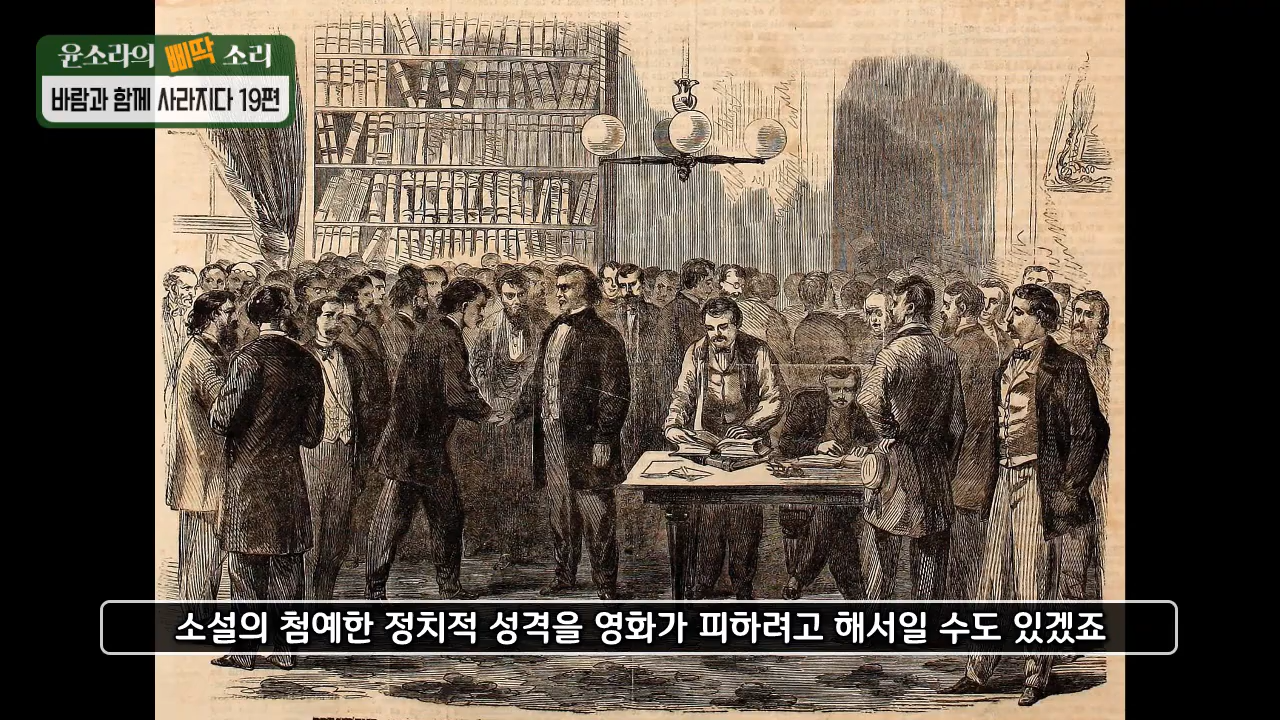 윤소라의 삐딱 소리
바람과 함께 사라지다 19편
소설의 첨예한 정치적 성격을 영화가 피하려고 해서일 수도 있겠죠